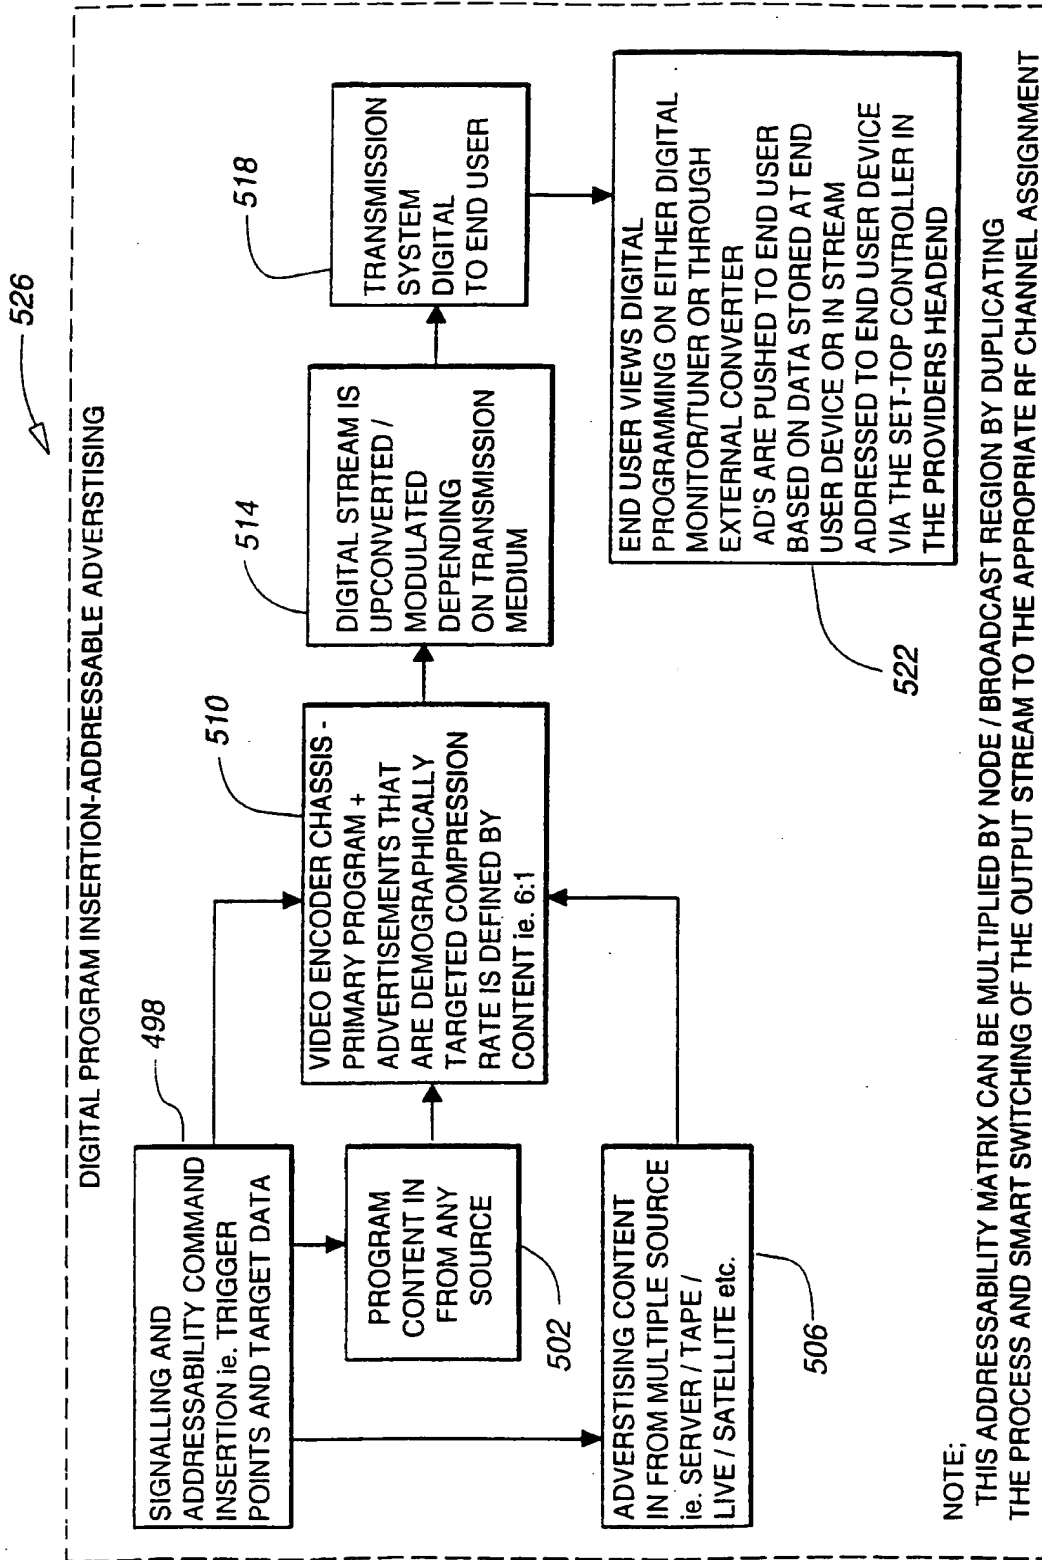 526
DIGITAL PROGRAM INSERTION-ADDRESSABLE ADVERSTISING
498
SIGNALLING AND
ADDRESSABILITY COMMAND
INSERTION ie. TRIGGER
POINTS AND TARGET DATA
PROGRAM
CONTENT IN
FROM ANY
SOURCE
502
ADVERSTISING CONTENT
IN FROM MULTIPLE SOURCE
ie. SERVER / TAPE /
LIVE / SATELLITE etc.
506
510
VIDEO ENCODER CHASSIS -
PRIMARY PROGRAM +
ADVERTISEMENTS THAT
ARE DEMOGRAPHICALLY
TARGETED COMPRESSION
RATE IS DEFINED BY
CONTENT ie. 6:1
514
DIGITAL STREAM IS
UPCONVERTED /
MODULATED
DEPENDING
ON TRANSMISSION
MEDIUM
518
TRANSMISSION
SYSTEM
DIGITAL
TO END USER
END USER VIEWS DIGITAL
PROGRAMMING ON EITHER DIGITAL
MONITOR/TUNER OR THROUGH
EXTERNAL CONVERTER
AD'S ARE PUSHED TO END USER
BASED ON DATA STORED AT END
USER DEVICE OR IN STREAM
ADDRESSED TO END USER DEVICE
VIA THE SET-TOP CONTROLLER IN
THE PROVIDERS HEADEND
522
NOTE;
THIS ADDRESSABILITY MATRIX CAN BE MULTIPLIED BY NODE / BROADCAST REGION BY DUPLICATING
THE PROCESS AND SMART SWITCHING OF THE OUTPUT STREAM TO THE APPROPRIATE RF CHANNEL ASSIGNMENT